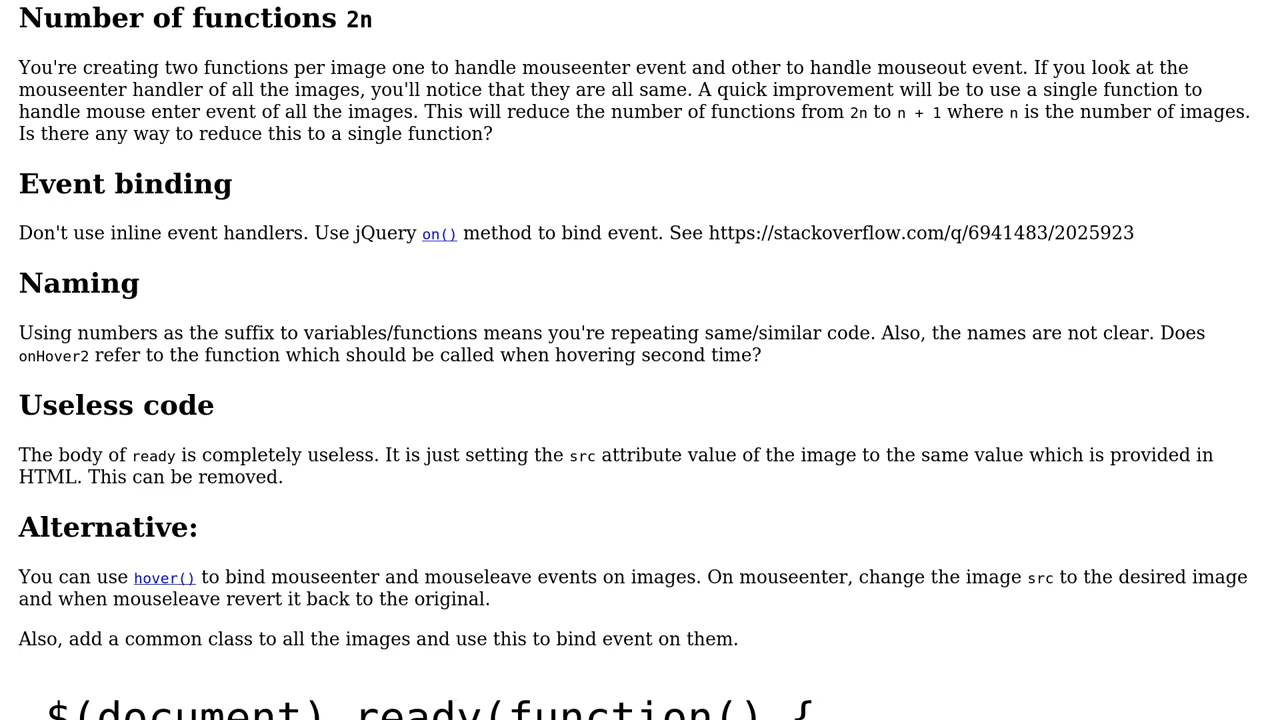 Number of functions 2n
You're creating two functions per image one to handle mouseenter event and other to handle mouseout event. If you look at the
mouseenter handler of all the images, you'll notice that they are all same. A quick improvement will be to use a single function to
handle mouse enter event of all the images. This will reduce the number of functions from 2n to n + 1 where n is the number of images.
Is there any way to reduce this to a single function?
Event binding
Don't use inline event handlers. Use jQuery on() method to bind event. See https://stackoverflow.com/q/6941483/2025923
Naming
Using numbers as the suffix to variables/functions means you're repeating same/similar code. Also, the names are not clear. Does
onHover2 refer to the function which should be called when hovering second time?
Useless code
The body of ready is completely useless. It is just setting the src attribute value of the image to the same value which is provided in
HTML. This can be removed.
Alternative:
You can use hover() to bind mouseenter and mouseleave events on images. On mouseenter, change the image src to the desired image
and when mouseleave revert it back to the original.
Also, add a common class to all the images and use this to bind event on them.
$(document).ready(function() {